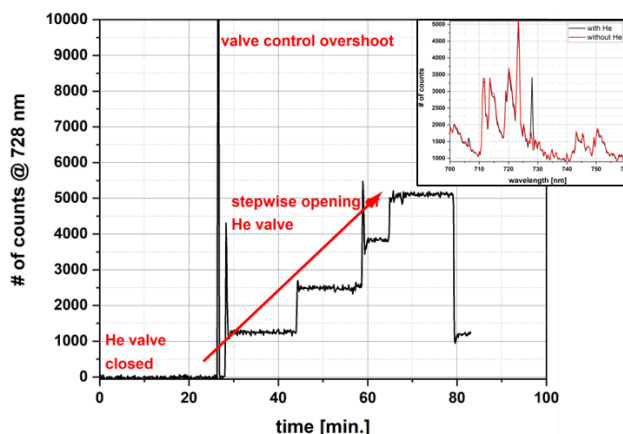 10000
9000
8000
7000
6000
5000
4000
3000
2000
1000
0
# of counts @ 728 nm
valve control overshoot
stepwise opening of
He valve
He valve
closed
0 20 40 60 80 100
time [min.]
5000
4500
4000
3500
3000
2500
2000
1500
1000
# of counts
with He
without He
700 710 720 730 740 750
wavelength [nm]